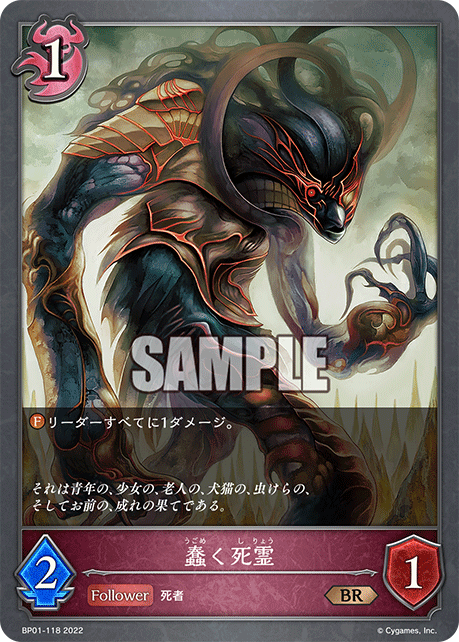 1
SAMPLE
Fリーダーすべてに1ダメージ。
それは青年の、少女の、老人の、犬猫の、虫けらの、
そしてお前の、成れの果てである。
うごめ しりょう
蠢く死霊
2
Follower 死者
BR
1
BP01-118 2022
© Cygames, Inc.